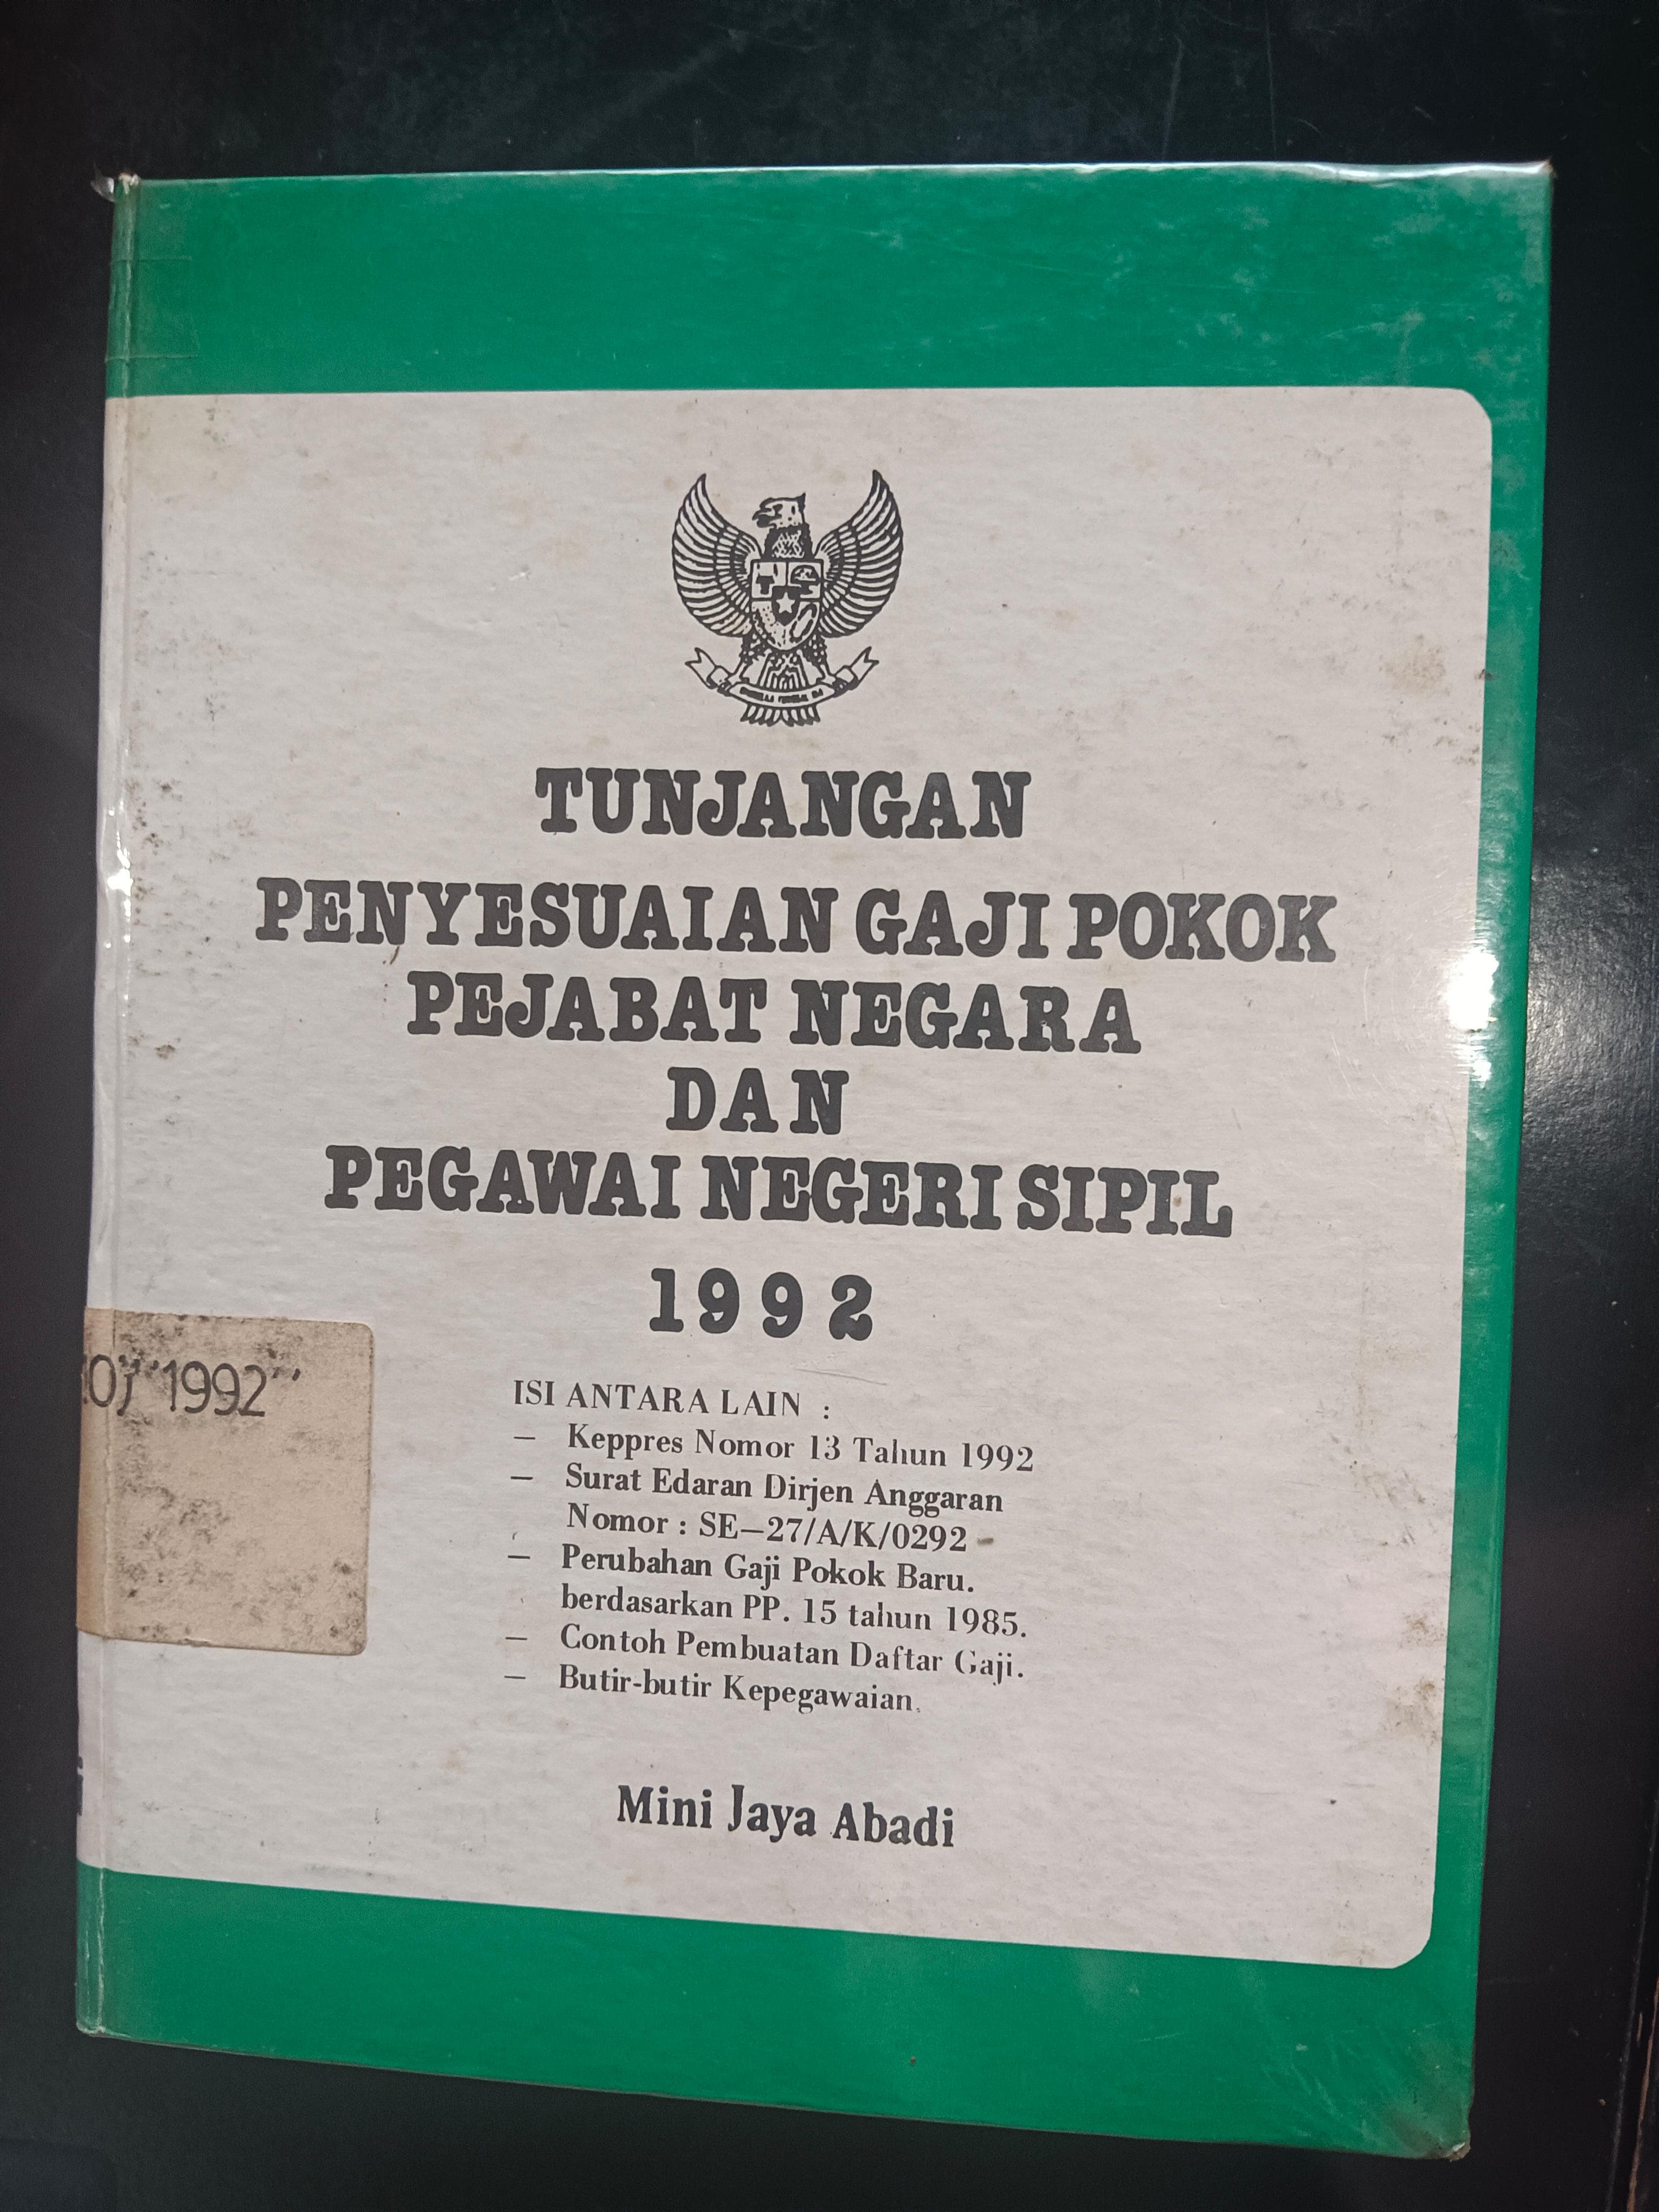 TUNJANGAN
PENYESUAIAN GAJI POKOK
PEJABAT NEGARA
DAN
PEGAWAI NEGERI SIPIL
1992
0) "1992"
ISI ANTARA LAIN :
— Keppres Nomor 13 Tahun 1992
— Surat Edaran Dirjen Anggaran
Nomor : SE—27/A/K/0292
— Perubahan Gaji Pokok Baru.
berdasarkan PP. 15 tahun 1985.
— Contoh Pembuatan Daftar Gaji.
— Butir-butir Kepegawaian.
Mini Jaya Abadi